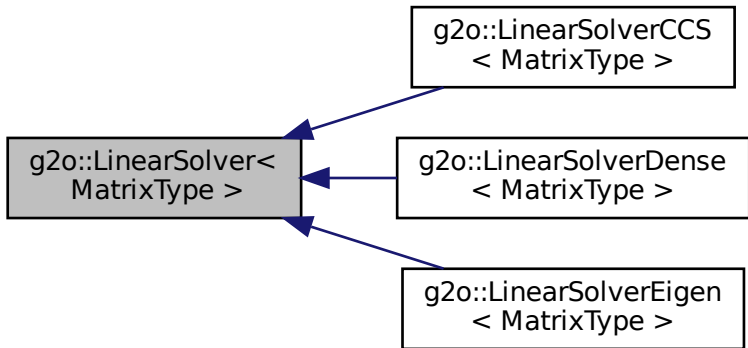 g2o::LinearSolverCCS
< MatrixType >
g2o::LinearSolver<
MatrixType >
g2o::LinearSolverDense
< MatrixType >
g2o::LinearSolverEigen
< MatrixType >